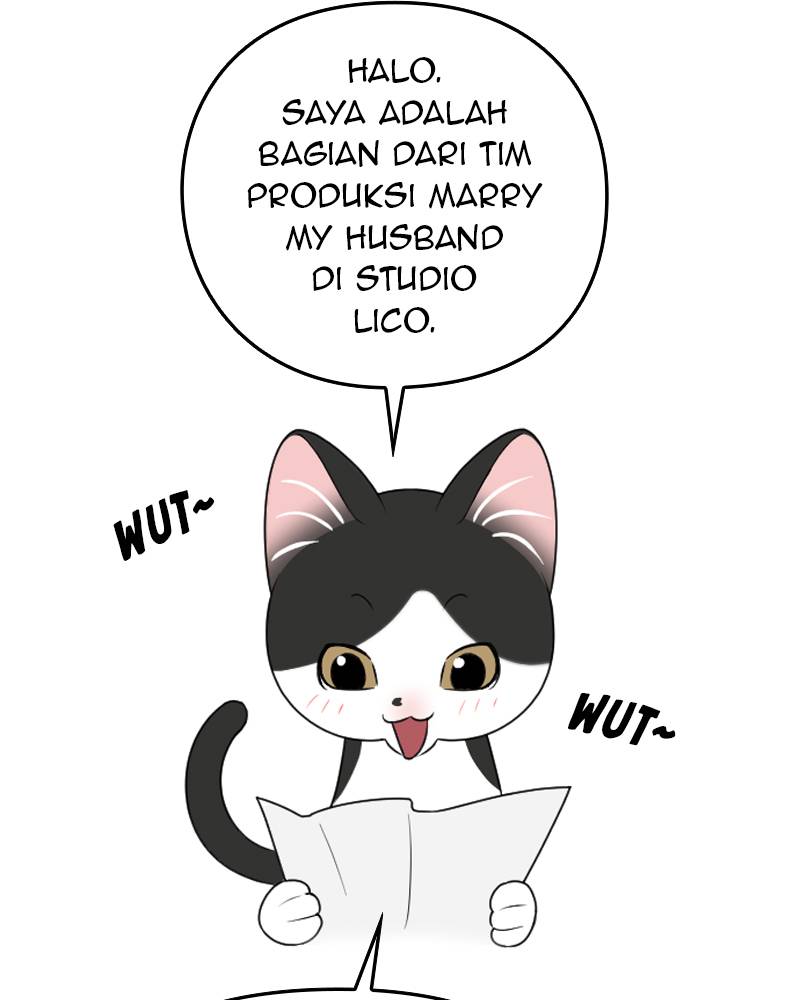 HALO.
SAYA ADALAH
BAGIAN DARI TIM
PRODUKSI MARRY
MY HUSBAND
DI STUDIO
LICO.
WUT~
WUT~